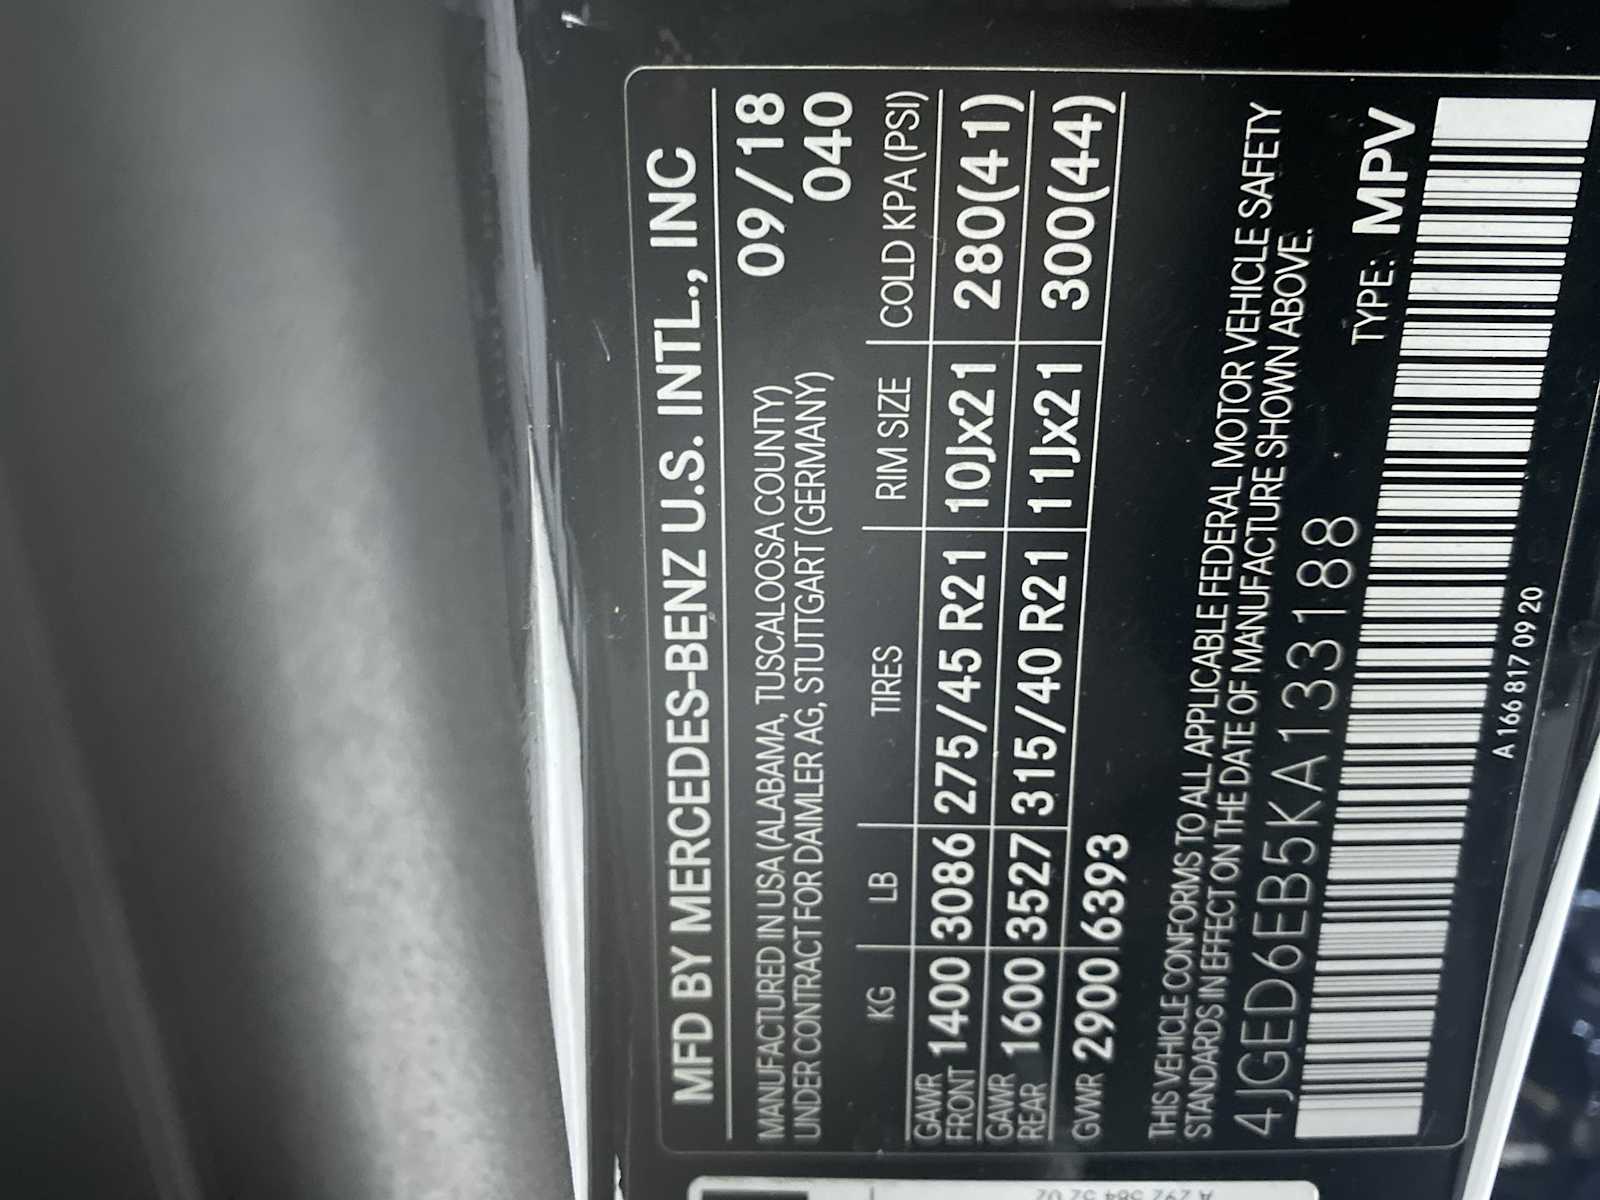 MFD BY MERCEDES-BENZ U.S. INTL., INC
09/18
MANUFACTURED IN USA (ALABAMA, TUSCALOOSA COUNTY)
UNDER CONTRACT FOR DAIMLER AG, STUTTGART (GERMANY) 040
KG LB TIRES RIM SIZE COLD KPA (PSI)
GAWR FRONT 1400 3086 275/45 R21 10Jx21 280(41)
GAWR REAR 1600 3527 315/40 R21 11Jx21 300(44)
GVWR 2900 6393
THIS VEHICLE CONFORMS TO ALL APPLICABLE FEDERAL MOTOR VEHICLE SAFETY
STANDARDS IN EFFECT ON THE DATE OF MANUFACTURE SHOWN ABOVE.
4JGED6EB5KA133188 TYPE: MPV
A 166 817 09 20